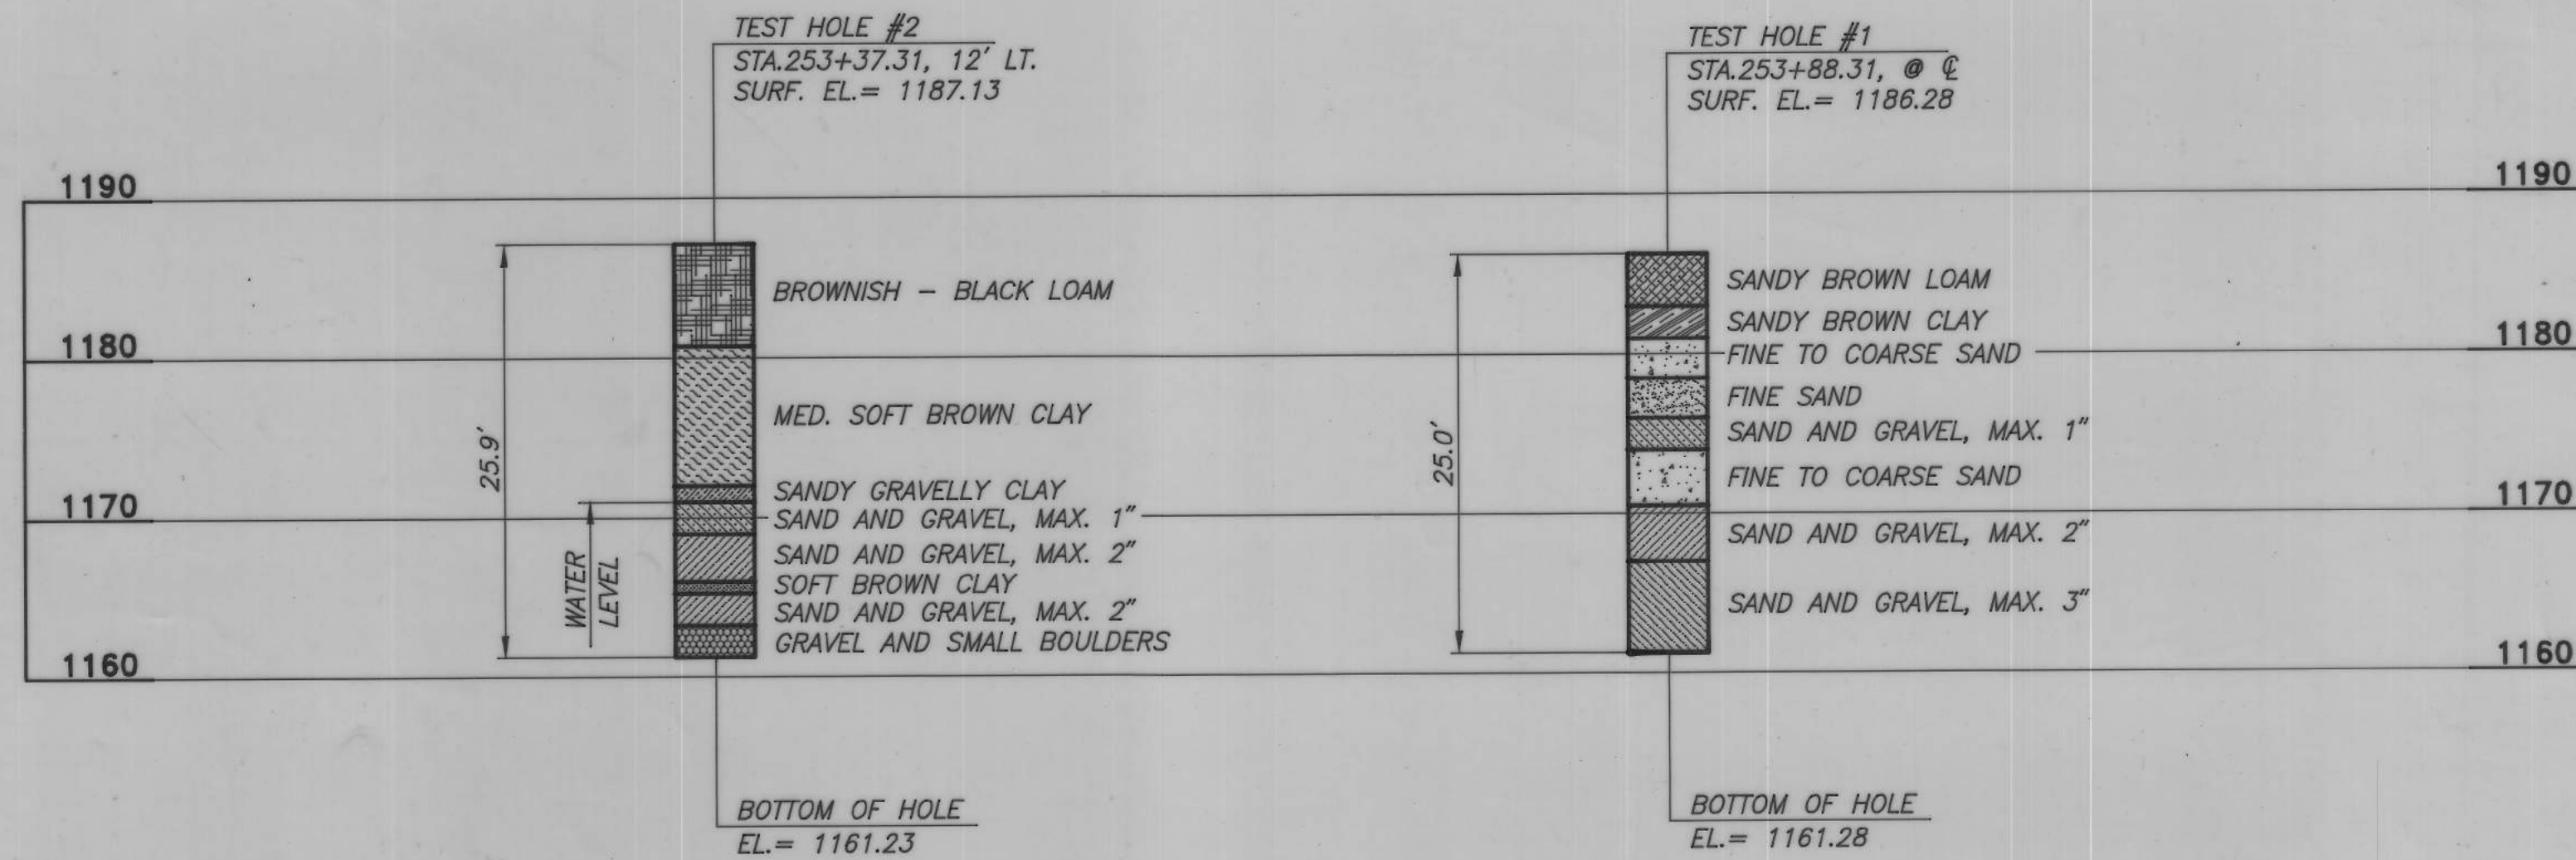 TEST HOLE #2
STA.253+37.31, 12' LT.
SURF. EL.= 1187.13
TEST HOLE #1
STA.253+88.31, @ ℄
SURF. EL.= 1186.28
1190
1190
1180
1180
1170
1170
1160
1160
25.9'
WATER
LEVEL
BROWNISH – BLACK LOAM
MED. SOFT BROWN CLAY
SANDY GRAVELLY CLAY
SAND AND GRAVEL, MAX. 1"
SAND AND GRAVEL, MAX. 2"
SOFT BROWN CLAY
SAND AND GRAVEL, MAX. 2"
GRAVEL AND SMALL BOULDERS
25.0'
SANDY BROWN LOAM
SANDY BROWN CLAY
FINE TO COARSE SAND
FINE SAND
SAND AND GRAVEL, MAX. 1"
FINE TO COARSE SAND
SAND AND GRAVEL, MAX. 2"
SAND AND GRAVEL, MAX. 3"
BOTTOM OF HOLE
EL.= 1161.23
BOTTOM OF HOLE
EL.= 1161.28